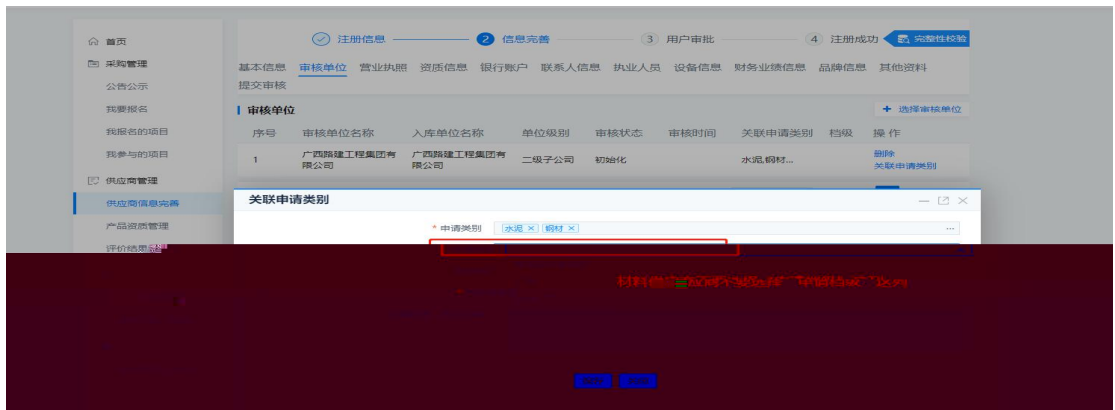 首页
采购管理
公告公示
我要报名
我报名的项目
我参与的项目
供应商管理
供应商信息完善
产品资质管理
评价结果
注册信息 2 信息完善 3 用户审批 4 注册成功 完整性校验
基本信息 审核单位 营业执照 资质信息 银行账户 联系人信息 执业人员 设备信息 财务业绩信息 品牌信息 其他资料
提交审核
审核单位 + 选择审核单位
序号 审核单位名称 入库单位名称 单位级别 审核状态 审核时间 关联申请类别 档级 操作
1 广西路建工程集团有限公司 广西路建工程集团有限公司 二级子公司 初始化 水泥,钢材... 删除
关联申请类别
关联申请类别
* 申请类别 水泥 × 钢材 × ...